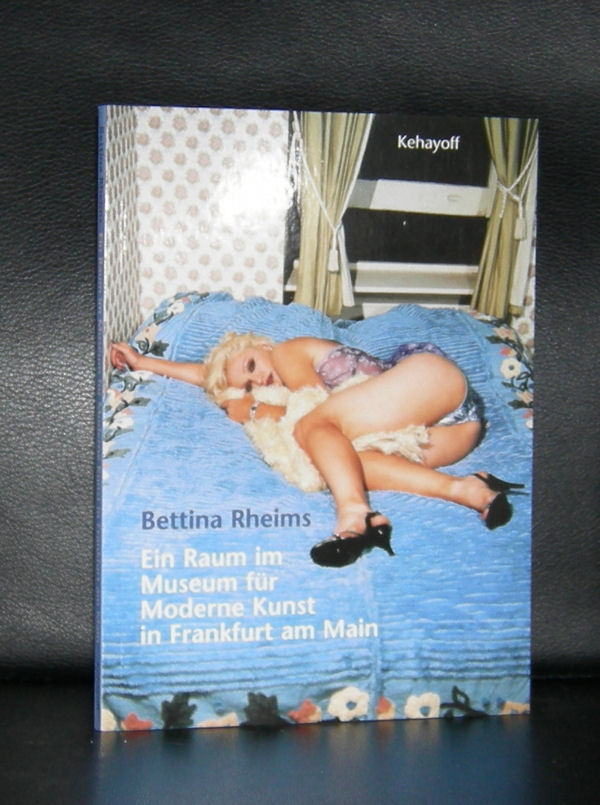 Kehayoff
Bettina Rheims
Ein Raum im
Museum für
Moderne Kunst
in Frankfurt am Main